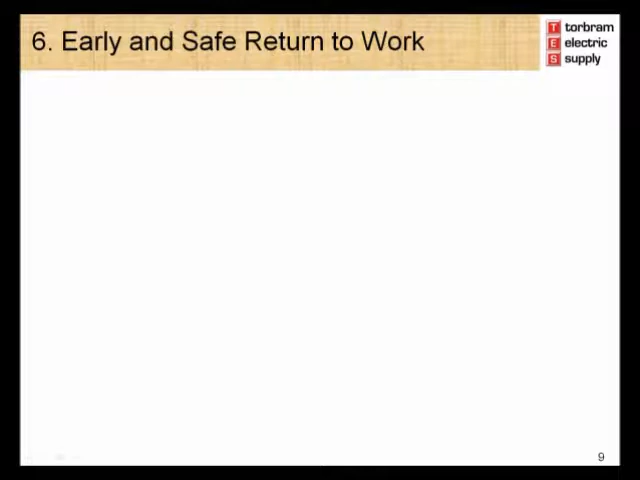 6. Early and Safe Return to Work
T torbram
E electric
S supply
9